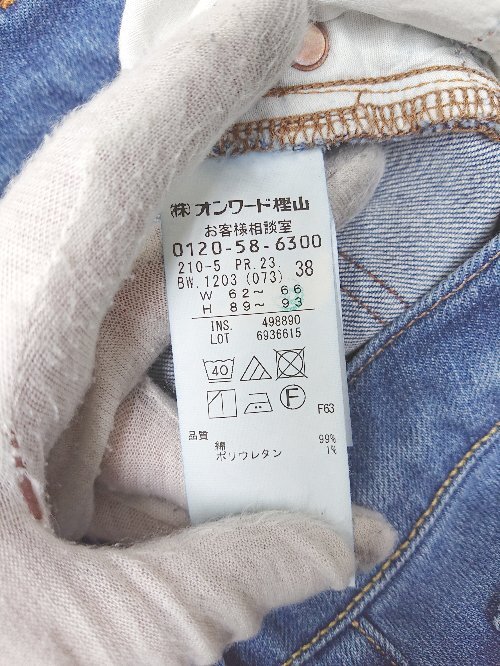 ㈱オンワード樫山
お客様相談室
0120-58-6300
210-5 PR.23
BW.1203 (073) 38
W 62～ 66
H 89～ 93
INS. 498890
LOT 6936615
40
F
F63
品質
綿 99%
ポリウレタン 1%